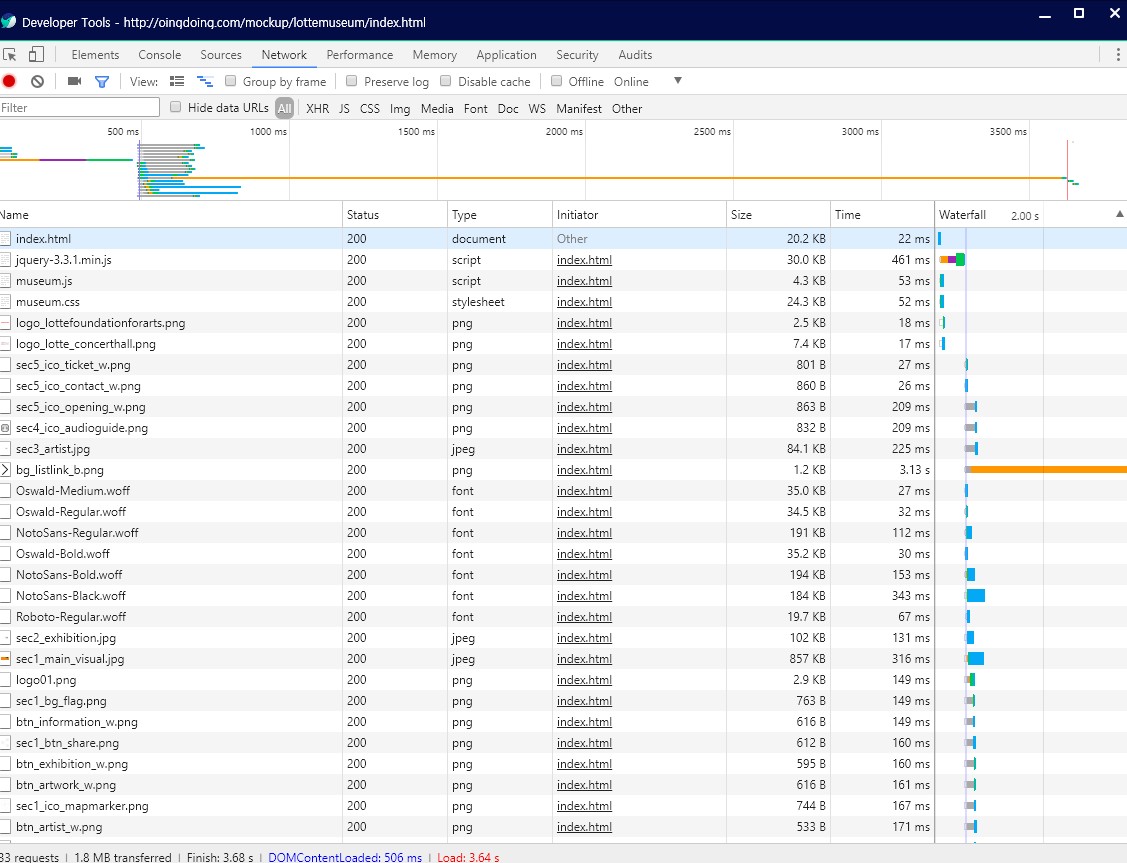 Developer Tools - http://oingdoing.com/mockup/lottemuseum/index.html
Elements Console Sources Network Performance Memory Application Security Audits
View: Group by frame Preserve log Disable cache Offline Online
Filter Hide data URLs All XHR JS CSS Img Media Font Doc WS Manifest Other
500 ms 1000 ms 1500 ms 2000 ms 2500 ms 3000 ms 3500 ms
Name Status Type Initiator Size Time Waterfall 2.00 s
index.html 200 document Other 20.2 KB 22 ms
jquery-3.3.1.min.js 200 script index.html 30.0 KB 461 ms
museum.js 200 script index.html 4.3 KB 53 ms
museum.css 200 stylesheet index.html 24.3 KB 52 ms
logo_lottefoundationforarts.png 200 png index.html 2.5 KB 18 ms
logo_lotte_concerthall.png 200 png index.html 7.4 KB 17 ms
sec5_ico_ticket_w.png 200 png index.html 801 B 27 ms
sec5_ico_contact_w.png 200 png index.html 860 B 26 ms
sec5_ico_opening_w.png 200 png index.html 863 B 209 ms
sec4_ico_audioguide.png 200 png index.html 832 B 209 ms
sec3_artist.jpg 200 jpeg index.html 84.1 KB 225 ms
bg_listlink_b.png 200 png index.html 1.2 KB 3.13 s
Oswald-Medium.woff 200 font index.html 35.0 KB 27 ms
Oswald-Regular.woff 200 font index.html 34.5 KB 32 ms
NotoSans-Regular.woff 200 font index.html 191 KB 112 ms
Oswald-Bold.woff 200 font index.html 35.2 KB 30 ms
NotoSans-Bold.woff 200 font index.html 194 KB 153 ms
NotoSans-Black.woff 200 font index.html 184 KB 343 ms
Roboto-Regular.woff 200 font index.html 19.7 KB 67 ms
sec2_exhibition.jpg 200 jpeg index.html 102 KB 131 ms
sec1_main_visual.jpg 200 jpeg index.html 857 KB 316 ms
logo01.png 200 png index.html 2.9 KB 149 ms
sec1_bg_flag.png 200 png index.html 763 B 149 ms
btn_information_w.png 200 png index.html 616 B 149 ms
sec1_btn_share.png 200 png index.html 612 B 160 ms
btn_exhibition_w.png 200 png index.html 595 B 160 ms
btn_artwork_w.png 200 png index.html 616 B 161 ms
sec1_ico_mapmarker.png 200 png index.html 744 B 167 ms
btn_artist_w.png 200 png index.html 533 B 171 ms
33 requests | 1.8 MB transferred | Finish: 3.68 s | DOMContentLoaded: 506 ms | Load: 3.64 s